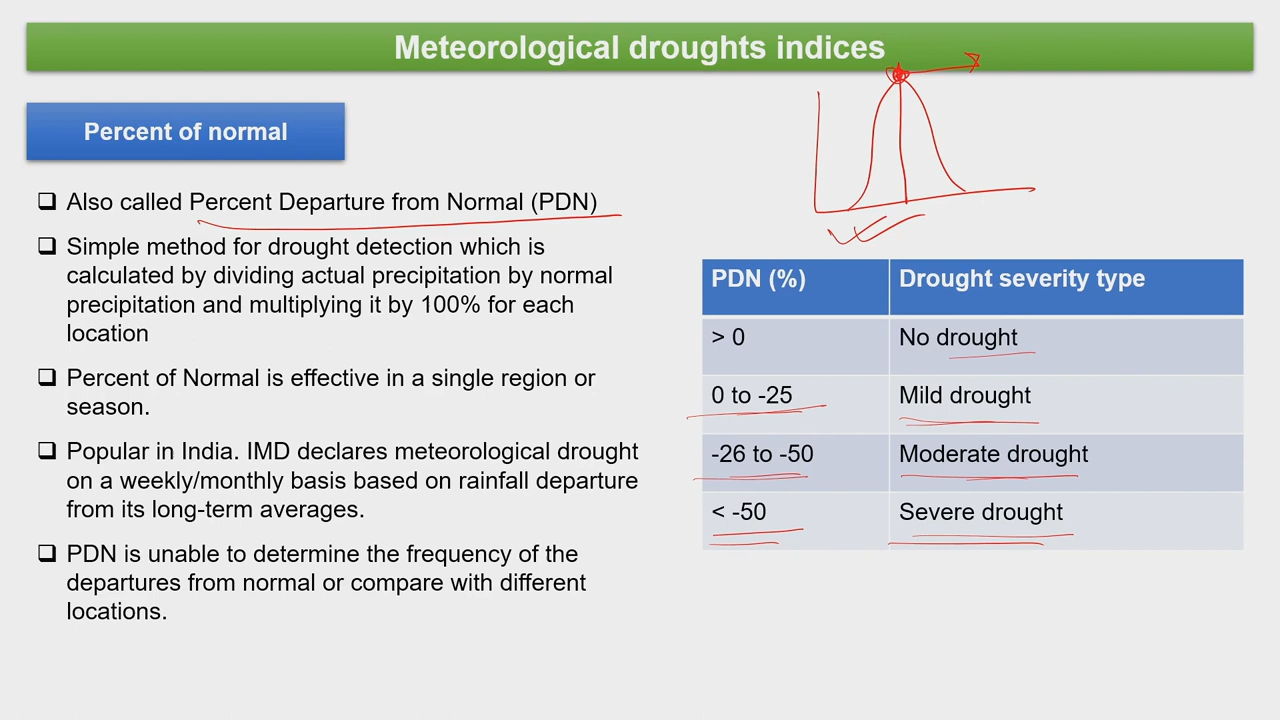 Meteorological droughts indices
Percent of normal
Also called Percent Departure from Normal (PDN)
Simple method for drought detection which is
calculated by dividing actual precipitation by normal
precipitation and multiplying it by 100% for each
location
Percent of Normal is effective in a single region or
season.
Popular in India. IMD declares meteorological drought
on a weekly/monthly basis based on rainfall departure
from its long-term averages.
PDN is unable to determine the frequency of the
departures from normal or compare with different
locations.
PDN (%) Drought severity type
> 0 No drought
0 to -25 Mild drought
-26 to -50 Moderate drought
< -50 Severe drought